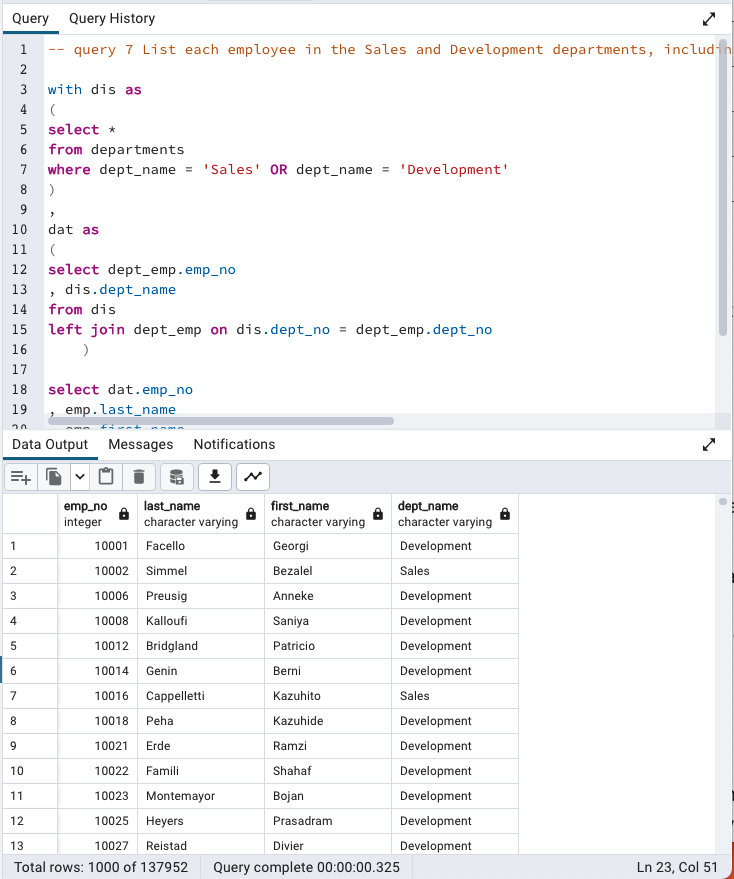 Query Query History
1 -- query 7 List each employee in the Sales and Development departments, includin
2
3 with dis as
4 (
5 select *
6 from departments
7 where dept_name = 'Sales' OR dept_name = 'Development'
8 )
9 ,
10 dat as
11 (
12 select dept_emp.emp_no
13 , dis.dept_name
14 from dis
15 left join dept_emp on dis.dept_no = dept_emp.dept_no
16 )
17
18 select dat.emp_no
19 , emp.last_name
20 , emp.first_name
Data Output Messages Notifications
emp_no last_name first_name dept_name
integer character varying character varying character varying
1 10001 Facello Georgi Development
2 10002 Simmel Bezalel Sales
3 10006 Preusig Anneke Development
4 10008 Kalloufi Saniya Development
5 10012 Bridgland Patricio Development
6 10014 Genin Berni Development
7 10016 Cappelletti Kazuhito Sales
8 10018 Peha Kazuhide Development
9 10021 Erde Ramzi Development
10 10022 Famili Shahaf Development
11 10023 Montemayor Bojan Development
12 10025 Heyers Prasadram Development
13 10027 Reistad Divier Development
Total rows: 1000 of 137952 Query complete 00:00:00.325 Ln 23, Col 51